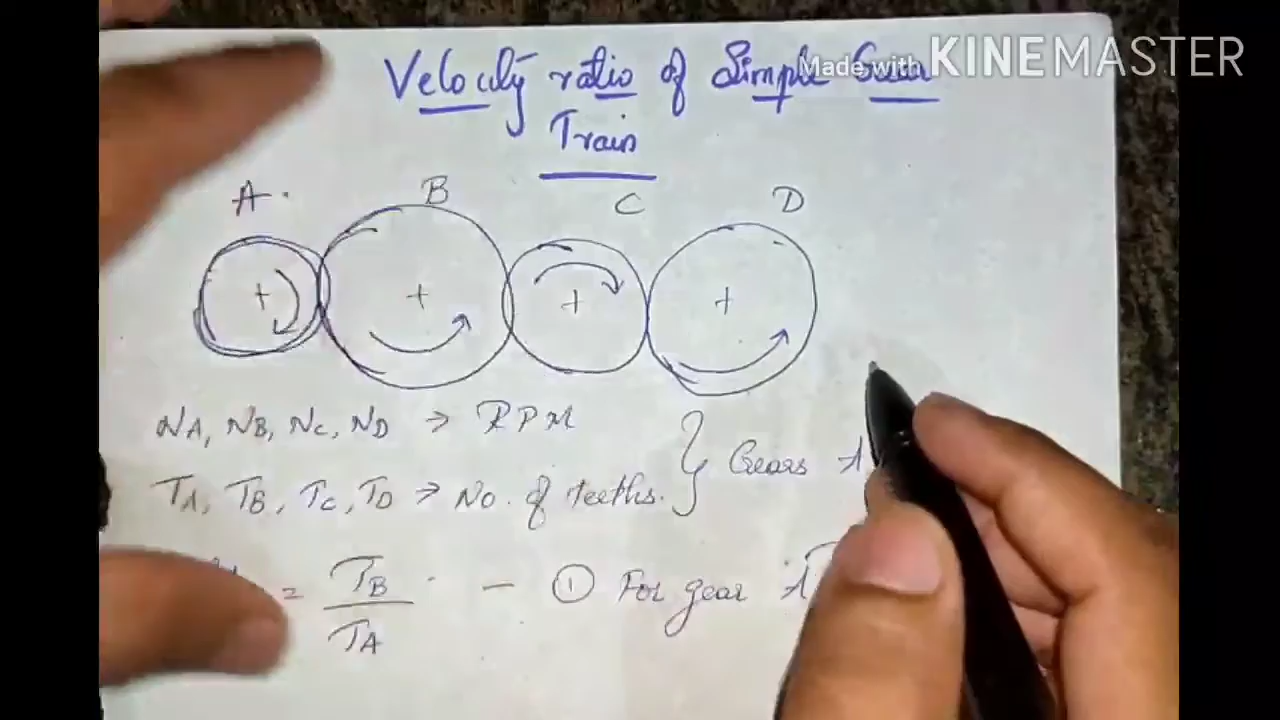 Made with KINEMASTER
Velocity ratio of Simple Gear
Train
A. B C D
NA, NB, NC, ND → RPM
TA, TB, TC, TD → No. of teeths. } Gears A
= TB / TA - ① For gear A